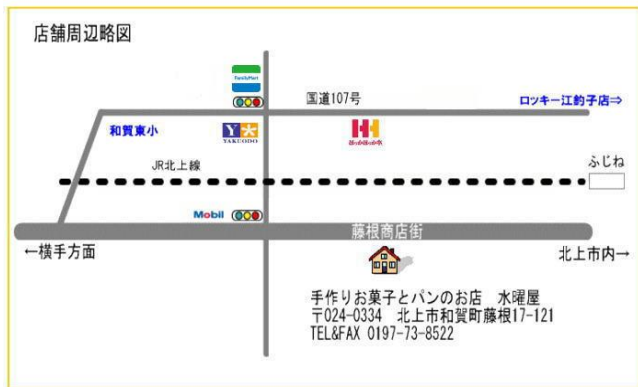 店舗周辺略図
FamilyMart
国道107号
ロッキー江釣子店⇒
和賀東小
YAKUODO
ほっかほっか亭
JR北上線
ふじね
Mobil
藤根商店街
←横手方面
北上市内→
手作りお菓子とパンのお店 水曜屋
〒024-0334 北上市和賀町藤根17-121
TEL&FAX 0197-73-8522